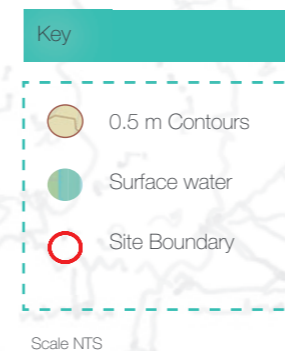 Key
0.5 m Contours
Surface water
Site Boundary
Scale NTS